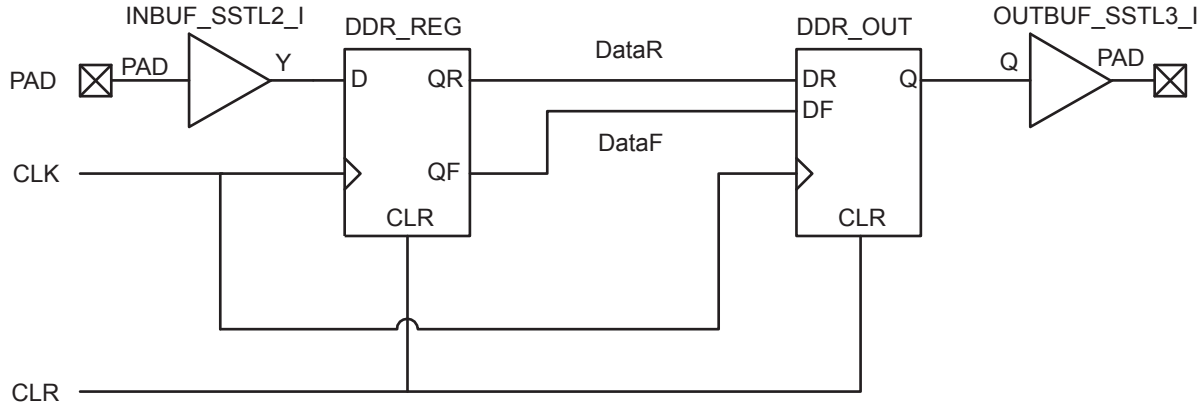 INBUF_SSTL2_I
DDR_REG
DataR
DDR_OUT
OUTBUF_SSTL3_I
PAD
PAD
Y
D
QR
DR
Q
Q
PAD
DF
DataF
CLK
QF
CLR
CLR
CLR